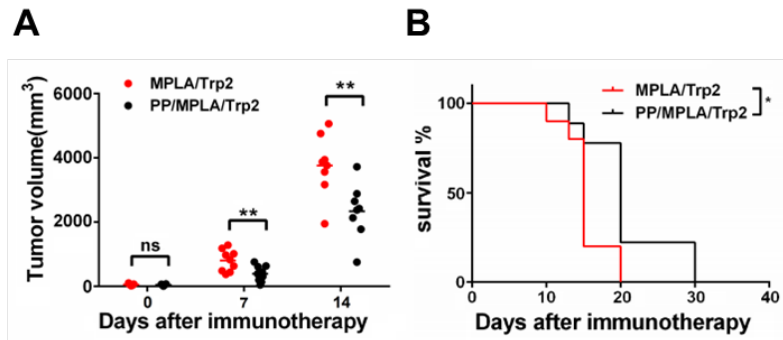 A
MPLA/Trp2
PP/MPLA/Trp2
Tumor volume(mm³)
6000
4000
2000
0
ns
**
**
0 7 14
Days after immunotherapy
B
MPLA/Trp2
PP/MPLA/Trp2
*
survival %
100
50
0
0 10 20 30 40
Days after immunotherapy